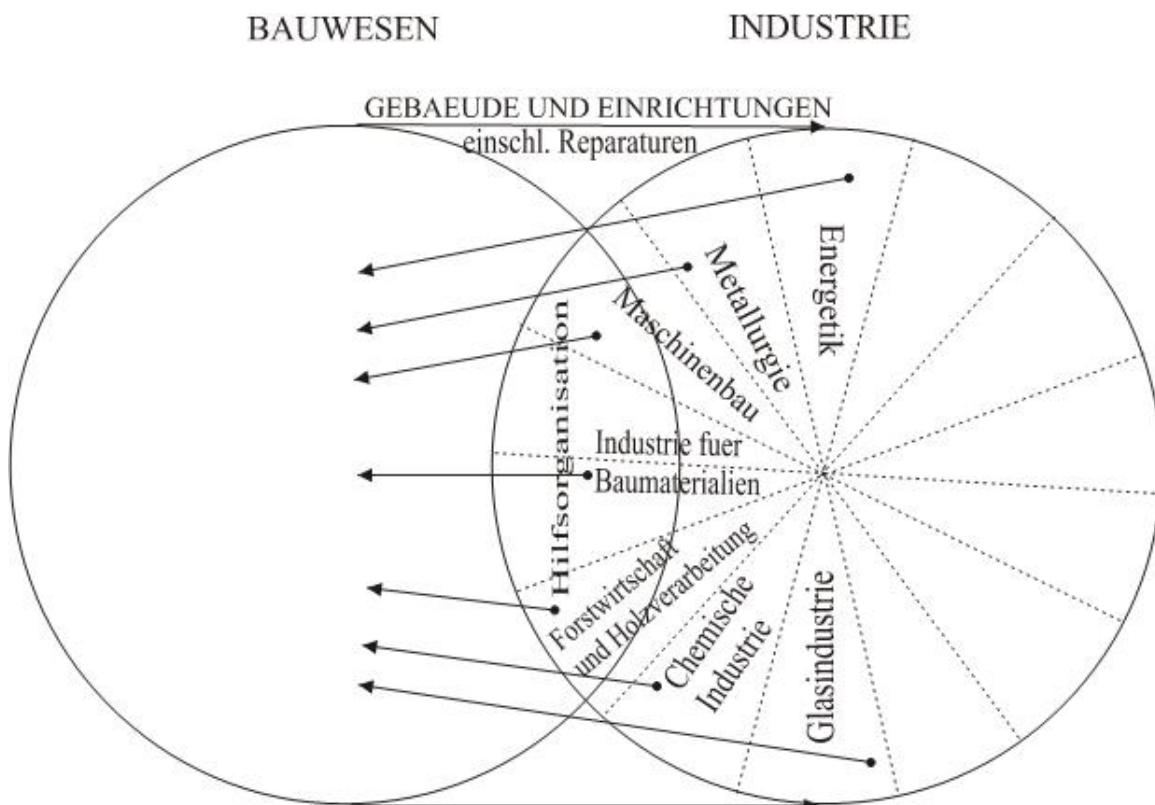 BAUWESEN
INDUSTRIE
GEBAEUDE UND EINRICHTUNGEN
einschl. Reparaturen
Energetik
Metallurgie
Maschinenbau
Hilfsorganisation
Industrie fuer
Baumaterialien
Forstwirtschaft
und Holzverarbeitung
Chemische
Industrie
Glasindustrie